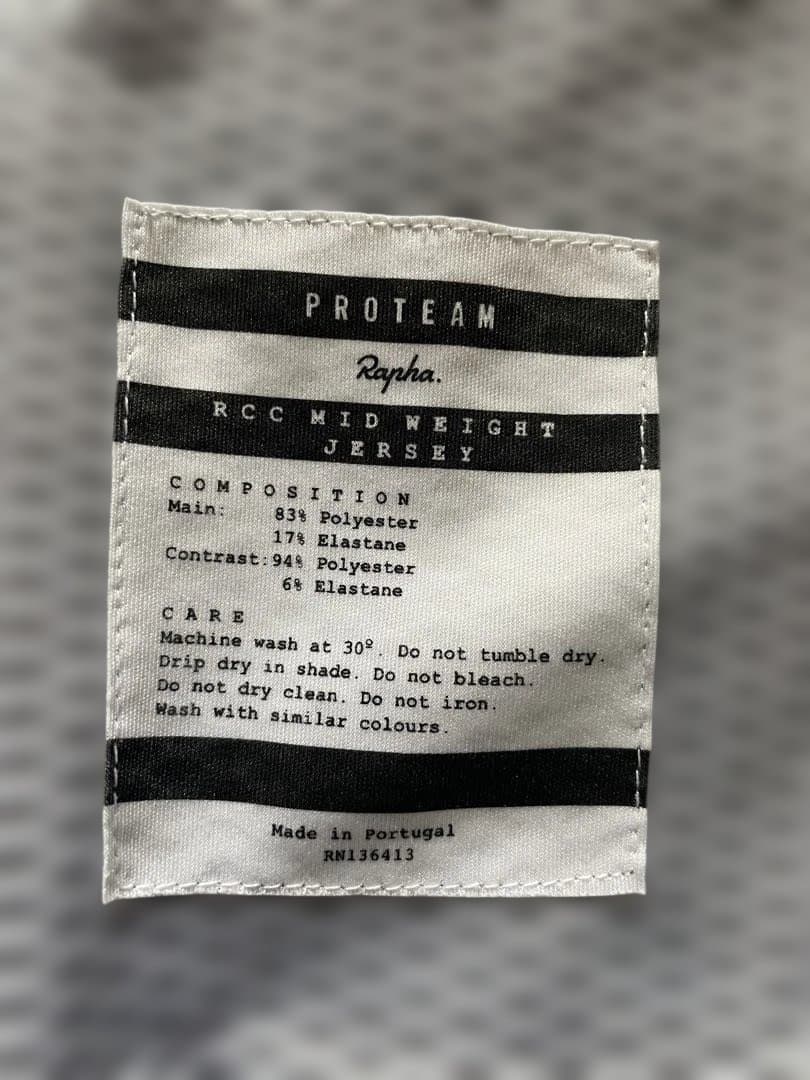 PROTEAM
Rapha.
RCC MID WEIGHT
JERSEY
COMPOSITION
Main: 83% Polyester
17% Elastane
Contrast: 94% Polyester
6% Elastane
CARE
Machine wash at 30º. Do not tumble dry.
Drip dry in shade. Do not bleach.
Do not dry clean. Do not iron.
Wash with similar colours.
Made in Portugal
RN136413